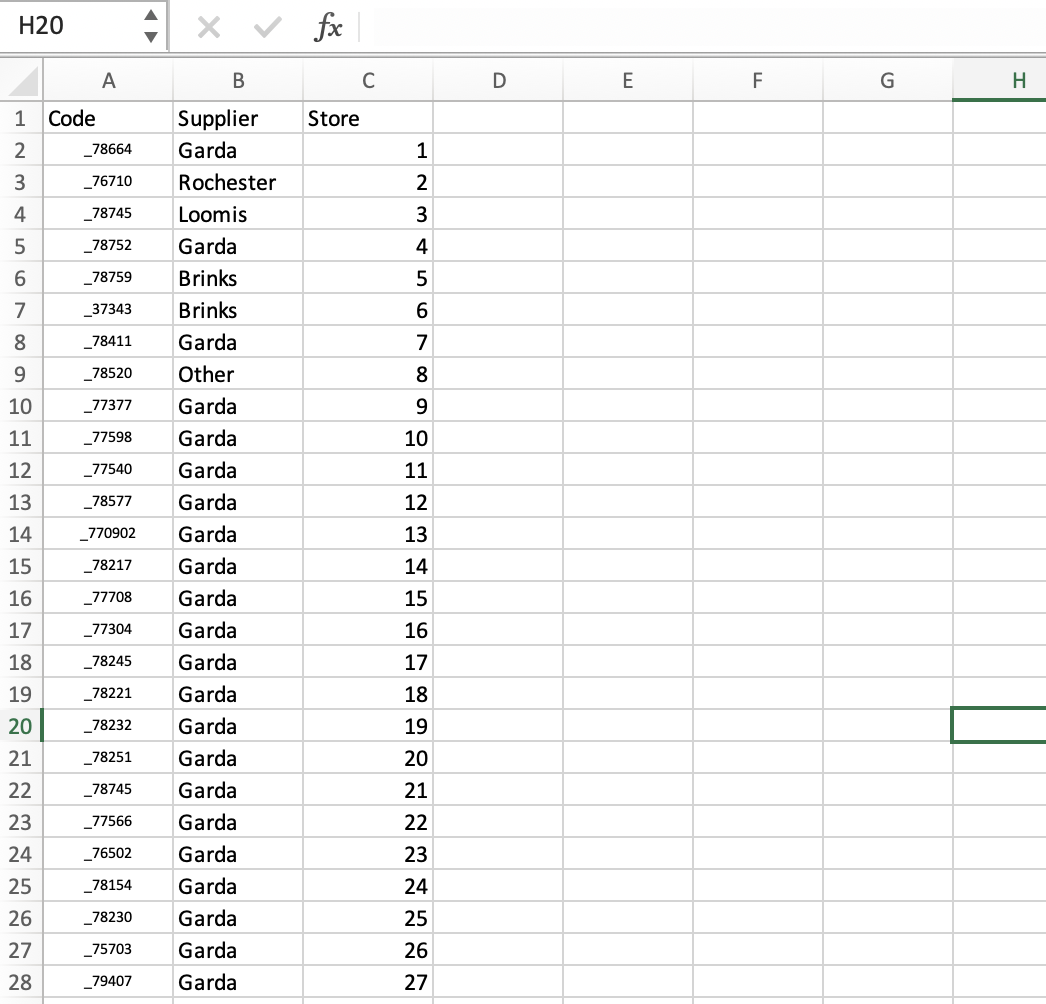 H20 fx
A B C D E F G H
1 Code Supplier Store
2 _78664 Garda 1
3 _76710 Rochester 2
4 _78745 Loomis 3
5 _78752 Garda 4
6 _78759 Brinks 5
7 _37343 Brinks 6
8 _78411 Garda 7
9 _78520 Other 8
10 _77377 Garda 9
11 _77598 Garda 10
12 _77540 Garda 11
13 _78577 Garda 12
14 _770902 Garda 13
15 _78217 Garda 14
16 _77708 Garda 15
17 _77304 Garda 16
18 _78245 Garda 17
19 _78221 Garda 18
20 _78232 Garda 19
21 _78251 Garda 20
22 _78745 Garda 21
23 _77566 Garda 22
24 _76502 Garda 23
25 _78154 Garda 24
26 _78230 Garda 25
27 _75703 Garda 26
28 _79407 Garda 27